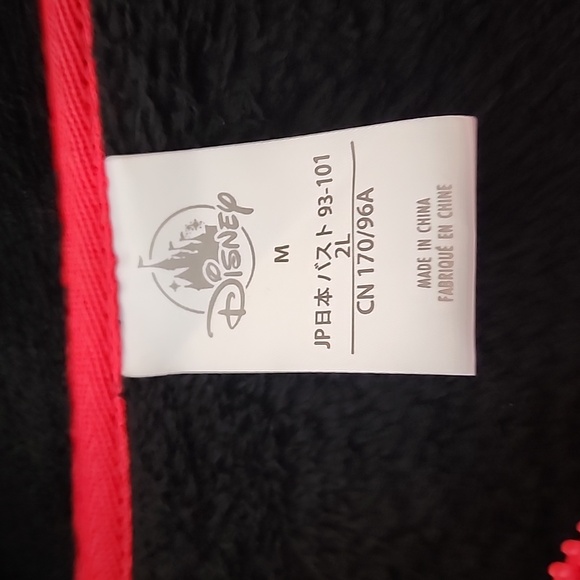 Disney
M
JP日本 バスト 93-101
2L
CN 170/96A
MADE IN CHINA
FABRIQUÉ EN CHINE